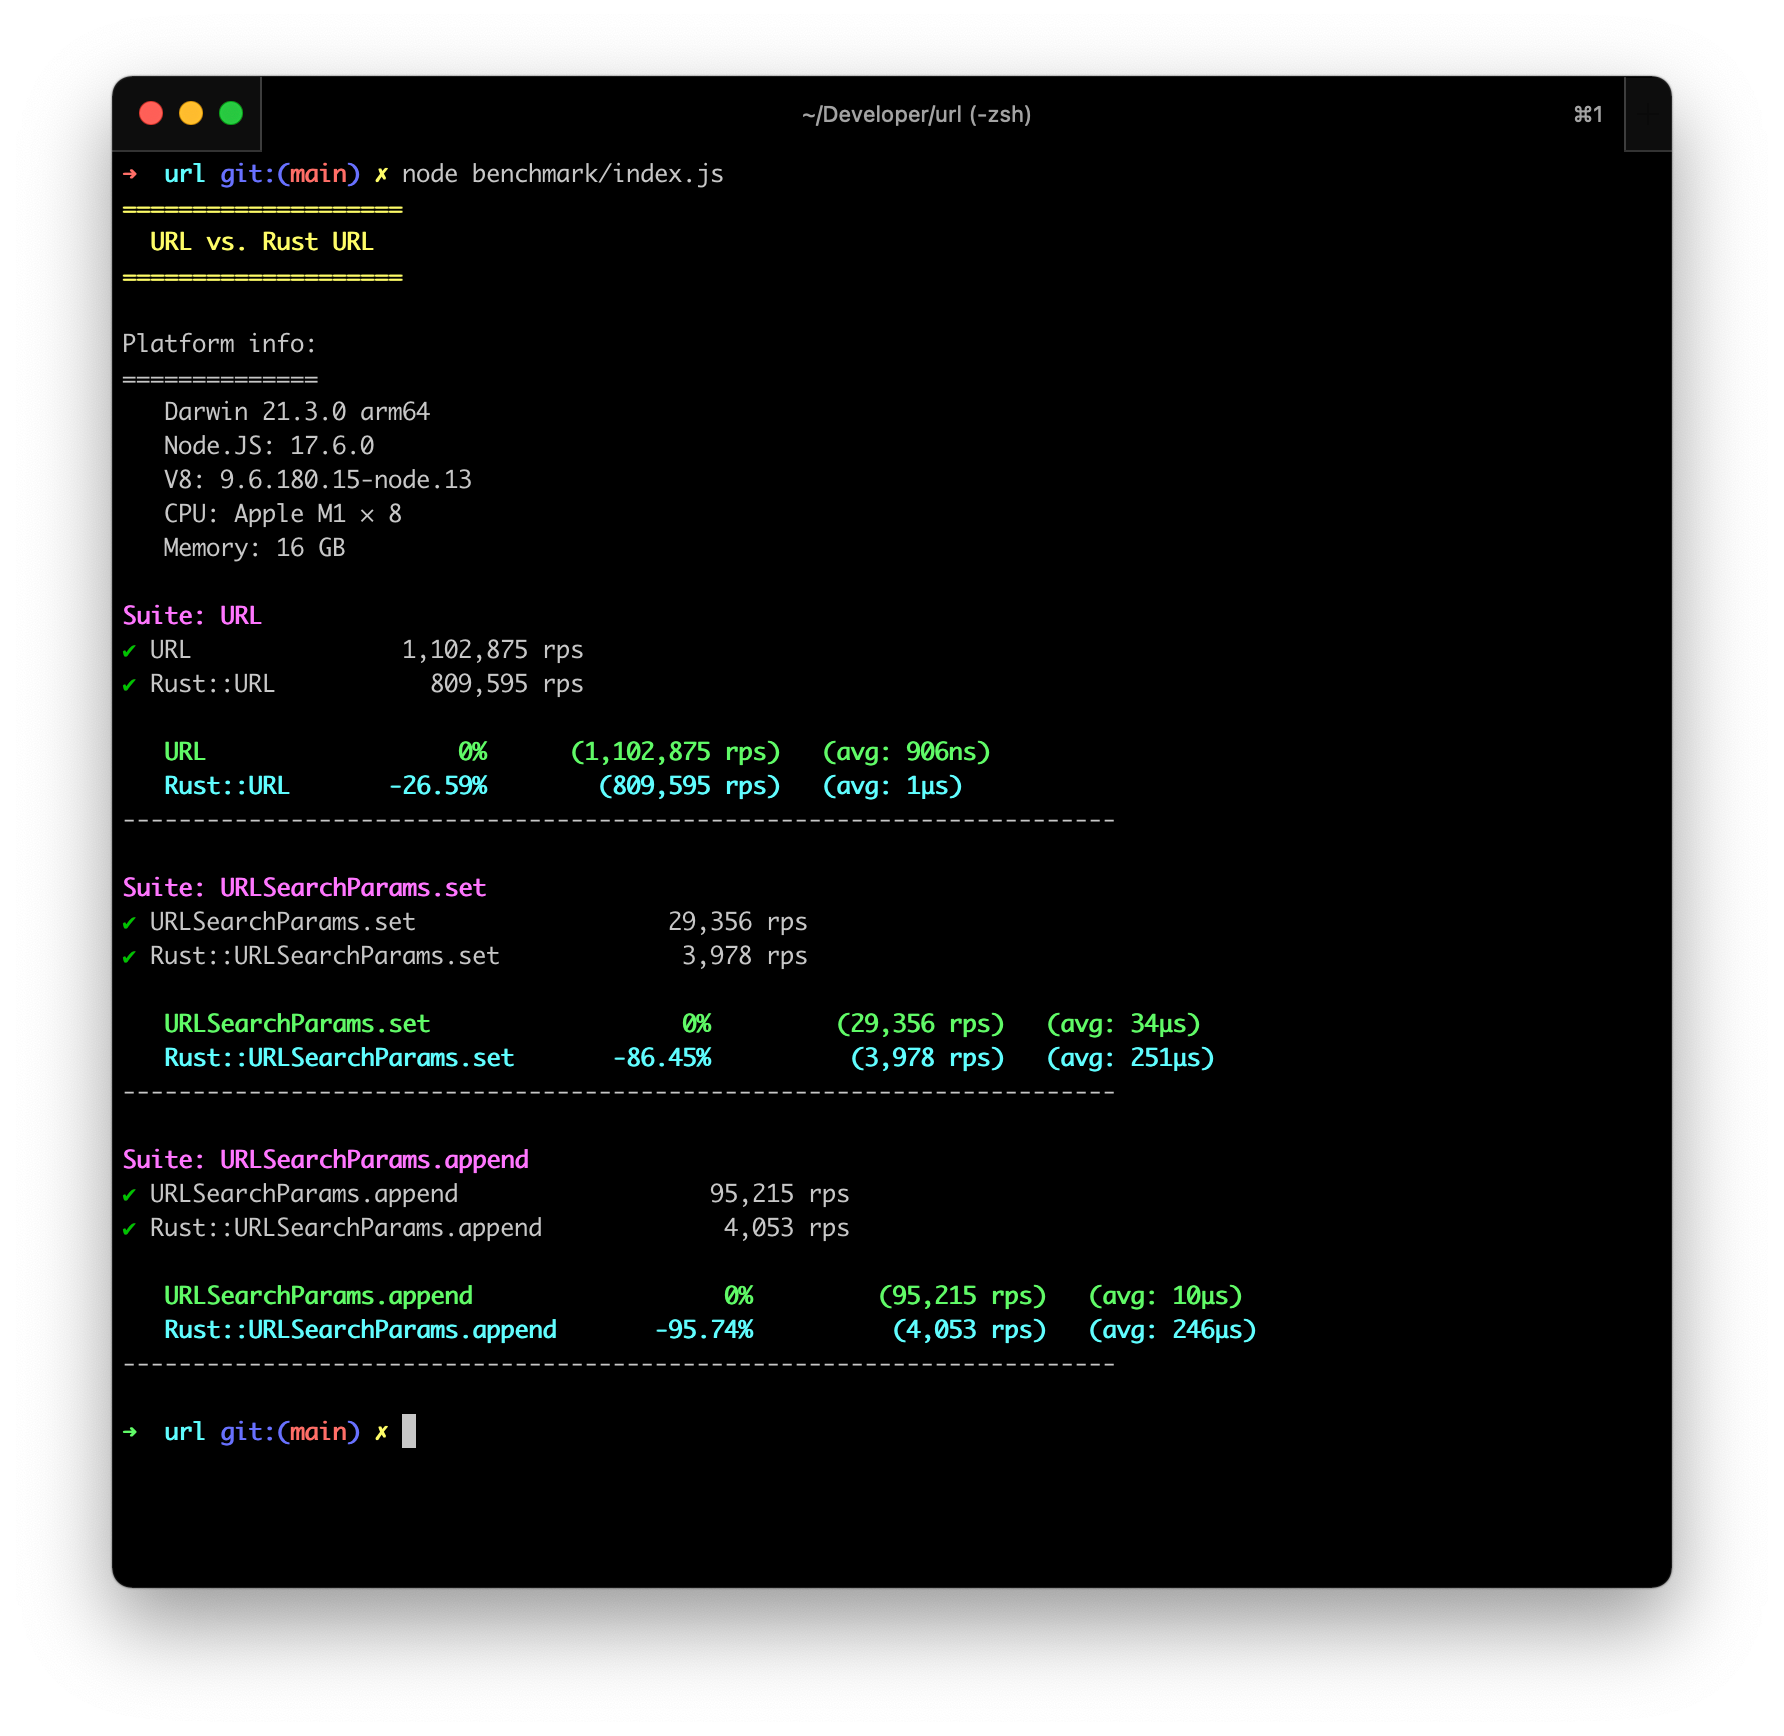 ~/Developer/url (-zsh) ⌘1 +
➜  url git:(main) ✗ node benchmark/index.js
====================
  URL vs. Rust URL
====================
Platform info:
==============
   Darwin 21.3.0 arm64
   Node.JS: 17.6.0
   V8: 9.6.180.15-node.13
   CPU: Apple M1 × 8
   Memory: 16 GB
Suite: URL
✔ URL               1,102,875 rps
✔ Rust::URL           809,595 rps
   URL                  0%      (1,102,875 rps)   (avg: 906ns)
   Rust::URL       -26.59%        (809,595 rps)   (avg: 1μs)
-----------------------------------------------------------------------
Suite: URLSearchParams.set
✔ URLSearchParams.set                  29,356 rps
✔ Rust::URLSearchParams.set             3,978 rps
   URLSearchParams.set                  0%         (29,356 rps)   (avg: 34μs)
   Rust::URLSearchParams.set       -86.45%          (3,978 rps)   (avg: 251μs)
-----------------------------------------------------------------------
Suite: URLSearchParams.append
✔ URLSearchParams.append                  95,215 rps
✔ Rust::URLSearchParams.append             4,053 rps
   URLSearchParams.append                  0%         (95,215 rps)   (avg: 10μs)
   Rust::URLSearchParams.append       -95.74%          (4,053 rps)   (avg: 246μs)
-----------------------------------------------------------------------
➜  url git:(main) ✗